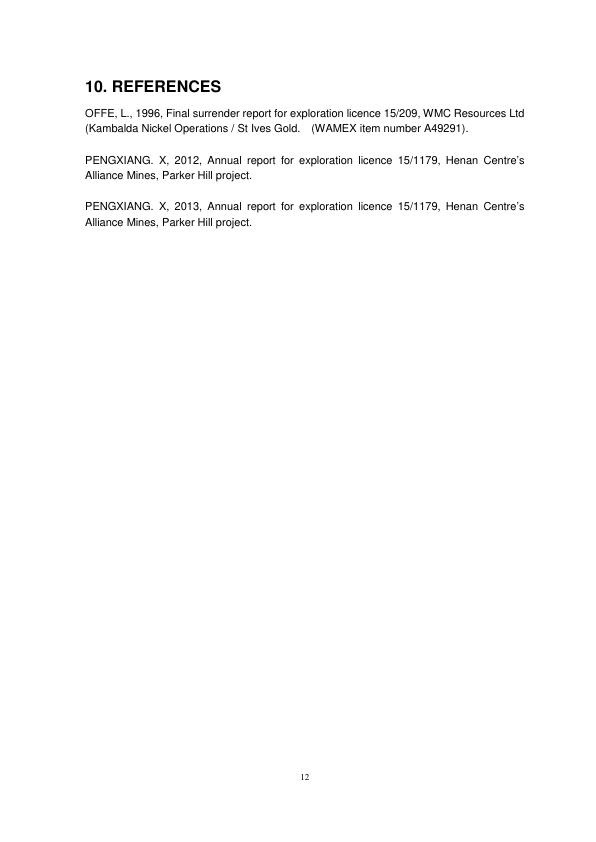 10. REFERENCES
OFFE, L., 1996, Final surrender report for exploration licence 15/209, WMC Resources Ltd
(Kambalda Nickel Operations / St Ives Gold.   (WAMEX item number A49291).
PENGXIANG. X, 2012, Annual report for exploration licence 15/1179, Henan Centre's
Alliance Mines, Parker Hill project.
PENGXIANG. X, 2013, Annual report for exploration licence 15/1179, Henan Centre's
Alliance Mines, Parker Hill project.
12